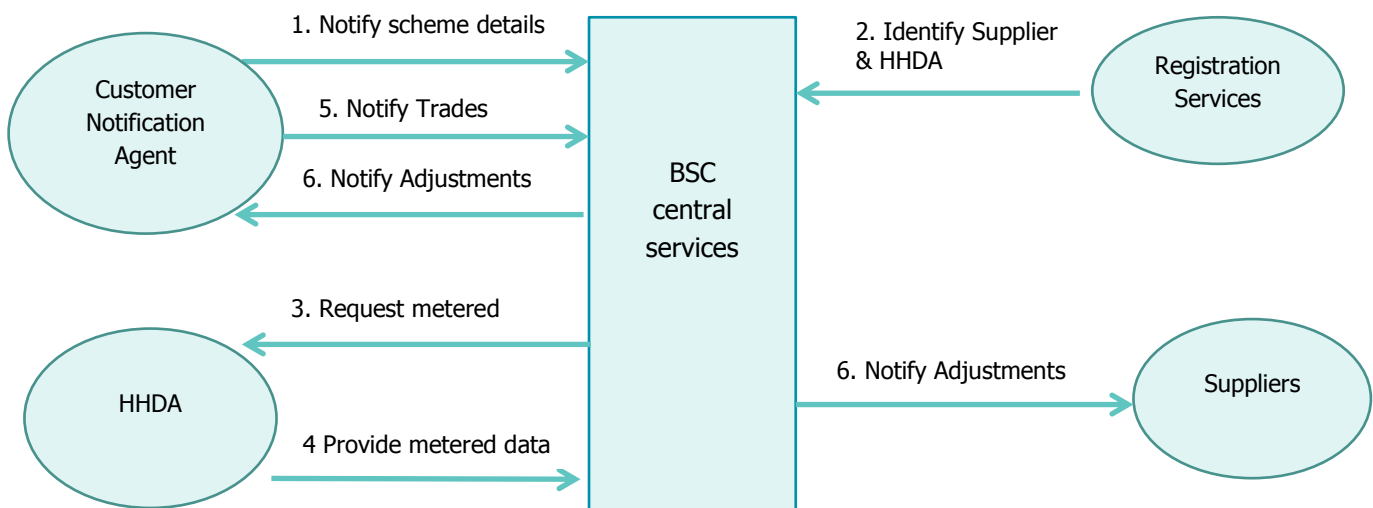 1. Notify scheme details
2. Identify Supplier
& HHDA
Customer
Notification
Agent
Registration
Services
5. Notify Trades
BSC
central
services
6. Notify Adjustments
3. Request metered
HHDA
6. Notify Adjustments
Suppliers
4 Provide metered data